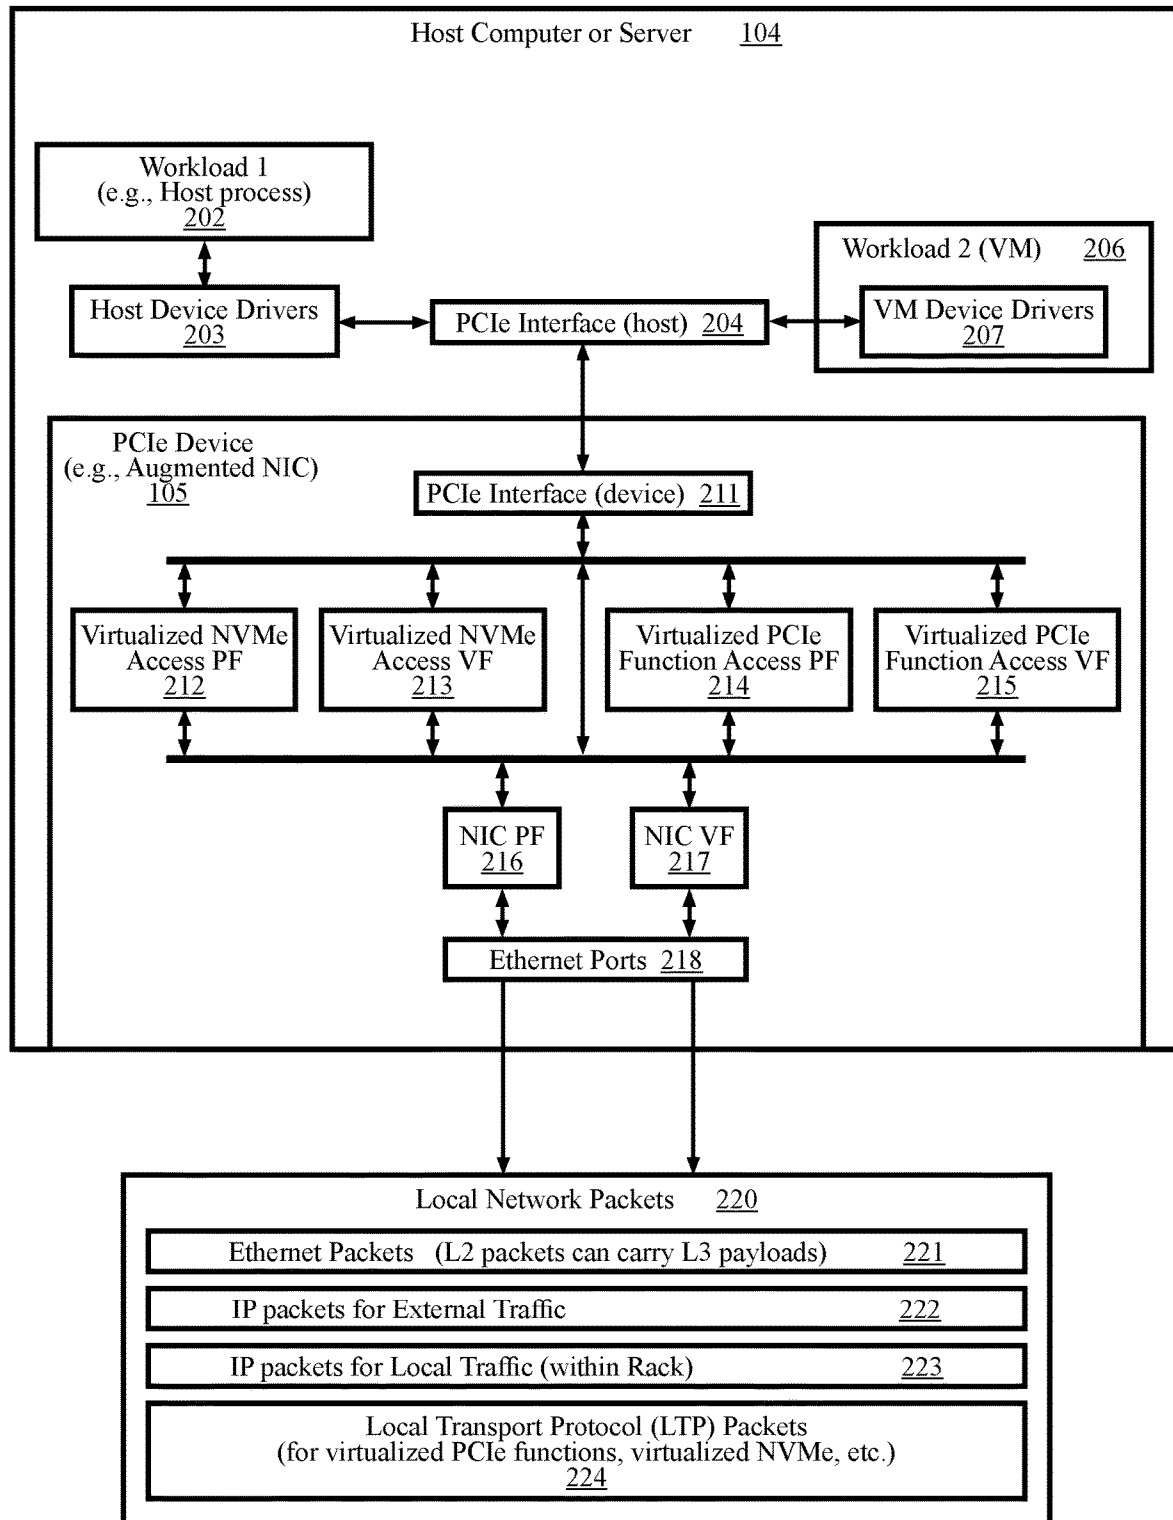 Host Computer or Server 104
Workload 1
(e.g., Host process)
202
Workload 2 (VM) 206
Host Device Drivers
203
PCIe Interface (host) 204
VM Device Drivers
207
PCIe Device
(e.g., Augmented NIC)
105
PCIe Interface (device) 211
Virtualized NVMe
Access PF
212
Virtualized NVMe
Access VF
213
Virtualized PCIe
Function Access PF
214
Virtualized PCIe
Function Access VF
215
NIC PF
216
NIC VF
217
Ethernet Ports 218
Local Network Packets 220
Ethernet Packets (L2 packets can carry L3 payloads) 221
IP packets for External Traffic 222
IP packets for Local Traffic (within Rack) 223
Local Transport Protocol (LTP) Packets
(for virtualized PCIe functions, virtualized NVMe, etc.)
224